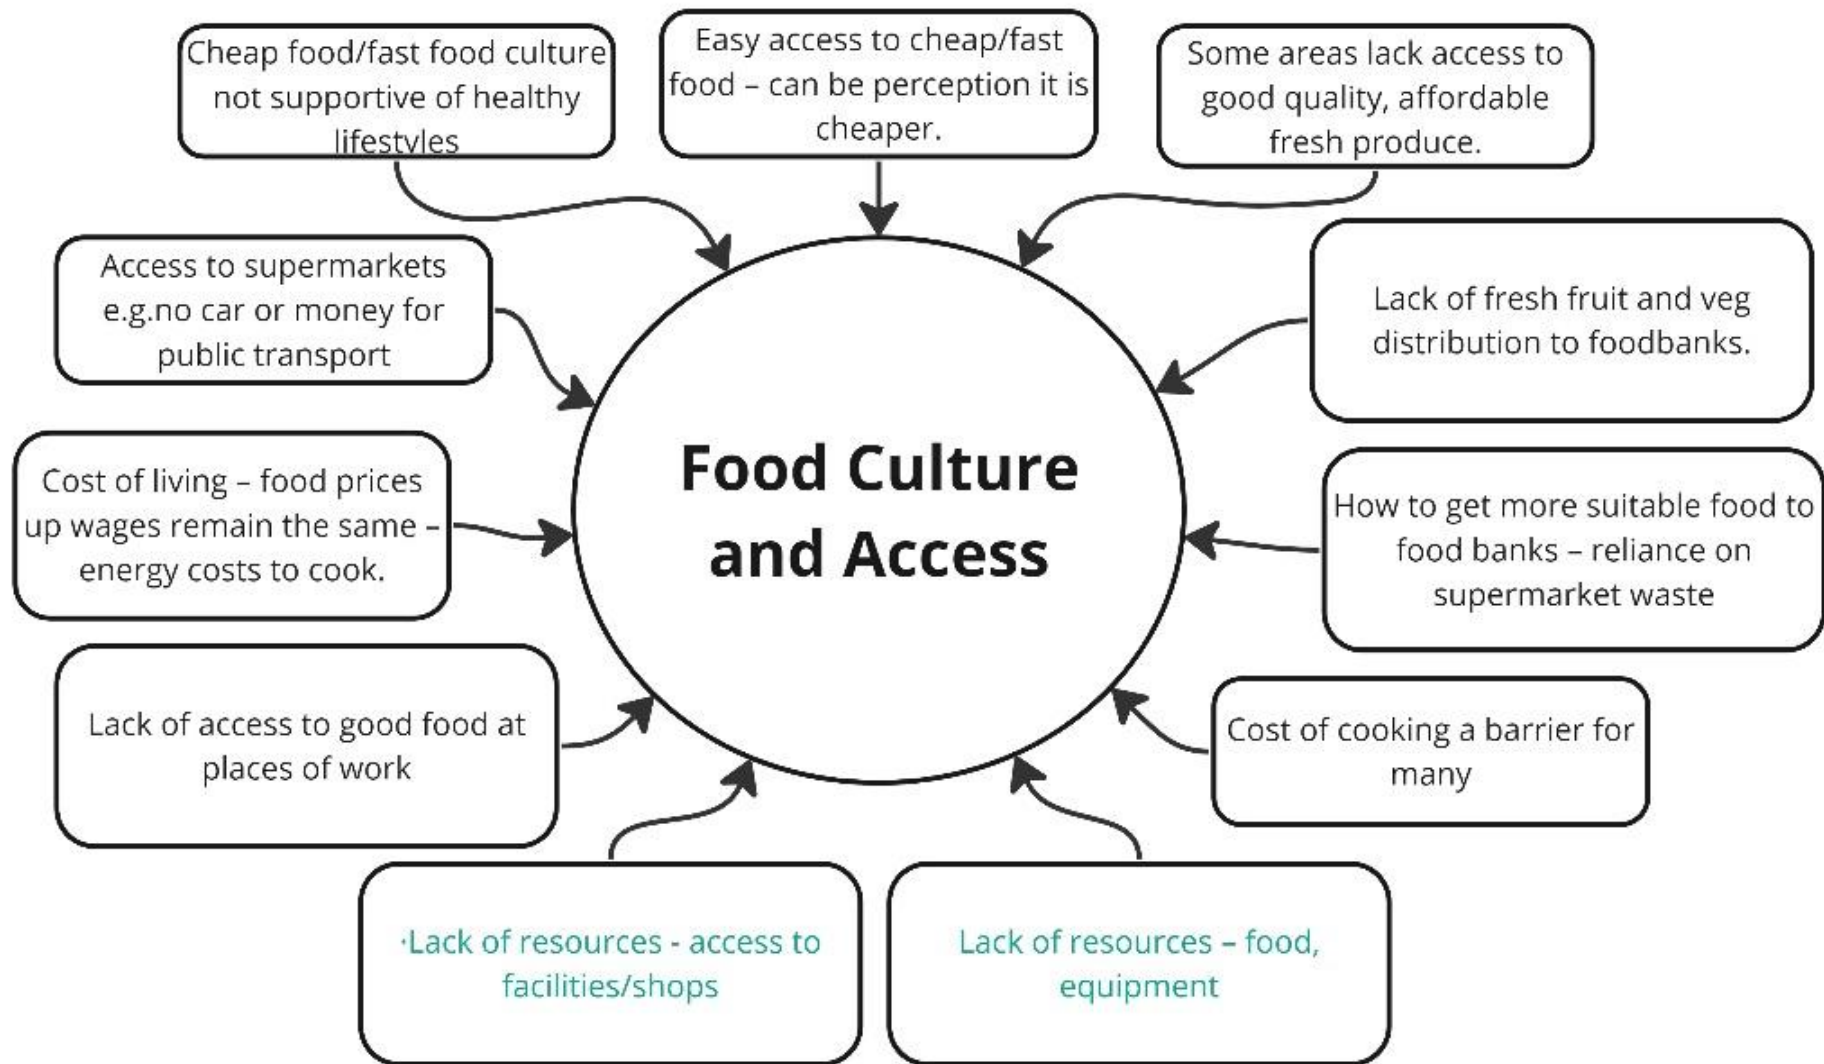 Cheap food/fast food culture
not supportive of healthy
lifestyles
Easy access to cheap/fast
food – can be perception it is
cheaper.
Some areas lack access to
good quality, affordable
fresh produce.
Access to supermarkets
e.g.no car or money for
public transport
Lack of fresh fruit and veg
distribution to foodbanks.
Cost of living – food prices
up wages remain the same –
energy costs to cook.
Food Culture
and Access
How to get more suitable food to
food banks – reliance on
supermarket waste
Lack of access to good food at
places of work
Cost of cooking a barrier for
many
·Lack of resources - access to
facilities/shops
Lack of resources – food,
equipment